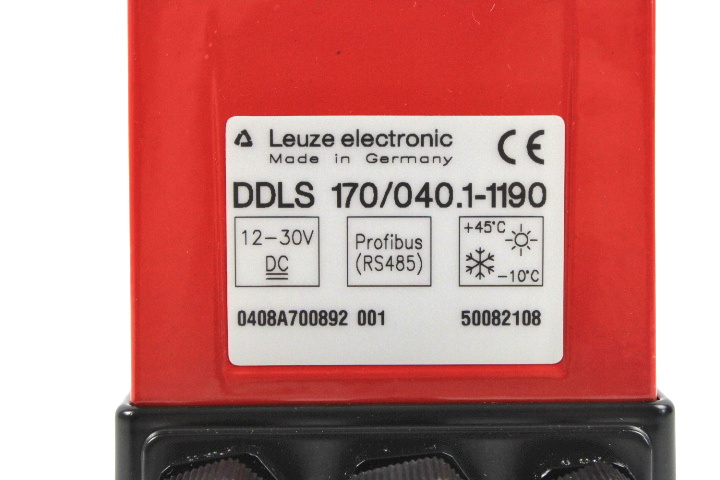 Leuze electronic
Made in Germany
CE
DDLS 170/040.1-1190
12-30V
DC
Profibus
(RS485)
+45°C
-10°C
0408A700892 001 50082108